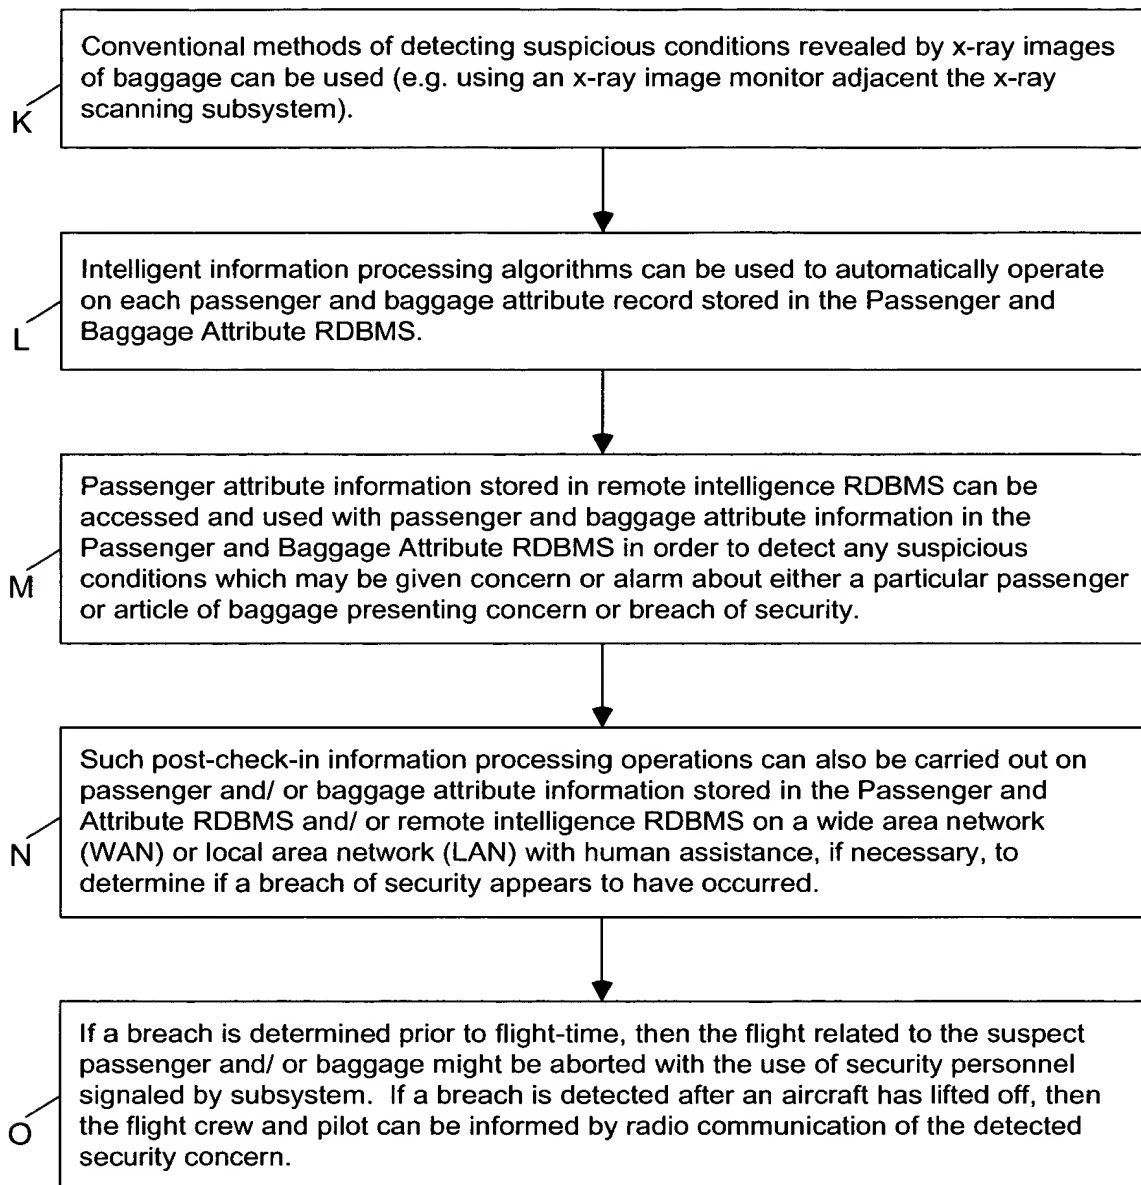 Conventional methods of detecting suspicious conditions revealed by x-ray images
of baggage can be used (e.g. using an x-ray image monitor adjacent the x-ray
scanning subsystem).
K
Intelligent information processing algorithms can be used to automatically operate
on each passenger and baggage attribute record stored in the Passenger and
Baggage Attribute RDBMS.
L
Passenger attribute information stored in remote intelligence RDBMS can be
accessed and used with passenger and baggage attribute information in the
Passenger and Baggage Attribute RDBMS in order to detect any suspicious
conditions which may be given concern or alarm about either a particular passenger
or article of baggage presenting concern or breach of security.
M
Such post-check-in information processing operations can also be carried out on
passenger and/ or baggage attribute information stored in the Passenger and
Attribute RDBMS and/ or remote intelligence RDBMS on a wide area network
(WAN) or local area network (LAN) with human assistance, if necessary, to
determine if a breach of security appears to have occurred.
N
If a breach is determined prior to flight-time, then the flight related to the suspect
passenger and/ or baggage might be aborted with the use of security personnel
signaled by subsystem.  If a breach is detected after an aircraft has lifted off, then
the flight crew and pilot can be informed by radio communication of the detected
security concern.
O